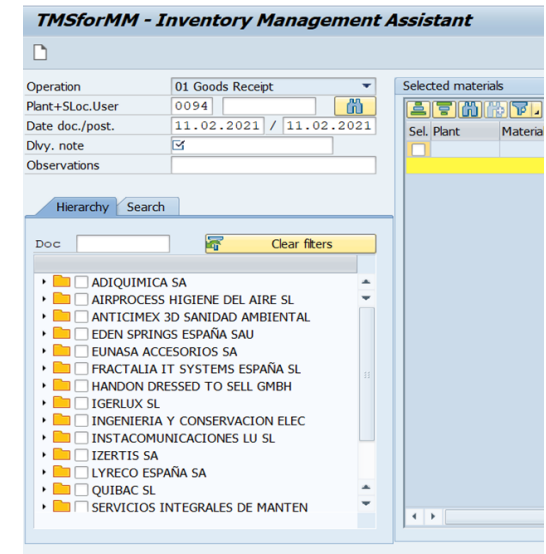 TMSforMM - Inventory Management Assistant
Operation 01 Goods Receipt
Plant+SLoc.User 0094
Date doc./post. 11.02.2021 / 11.02.2021
Dlvy. note
Observations
Hierarchy Search
Doc Clear filters
ADIQUIMICA SA
AIRPROCESS HIGIENE DEL AIRE SL
ANTICIMEX 3D SANIDAD AMBIENTAL
EDEN SPRINGS ESPAÑA SAU
EUNASA ACCESORIOS SA
FRACTALIA IT SYSTEMS ESPAÑA SL
HANDON DRESSED TO SELL GMBH
IGERLUX SL
INGENIERIA Y CONSERVACION ELEC
INSTACOMUNICACIONES LU SL
IZERTIS SA
LYRECO ESPAÑA SA
QUIBAC SL
SERVICIOS INTEGRALES DE MANTEN
Selected materials
Sel. Plant Materia